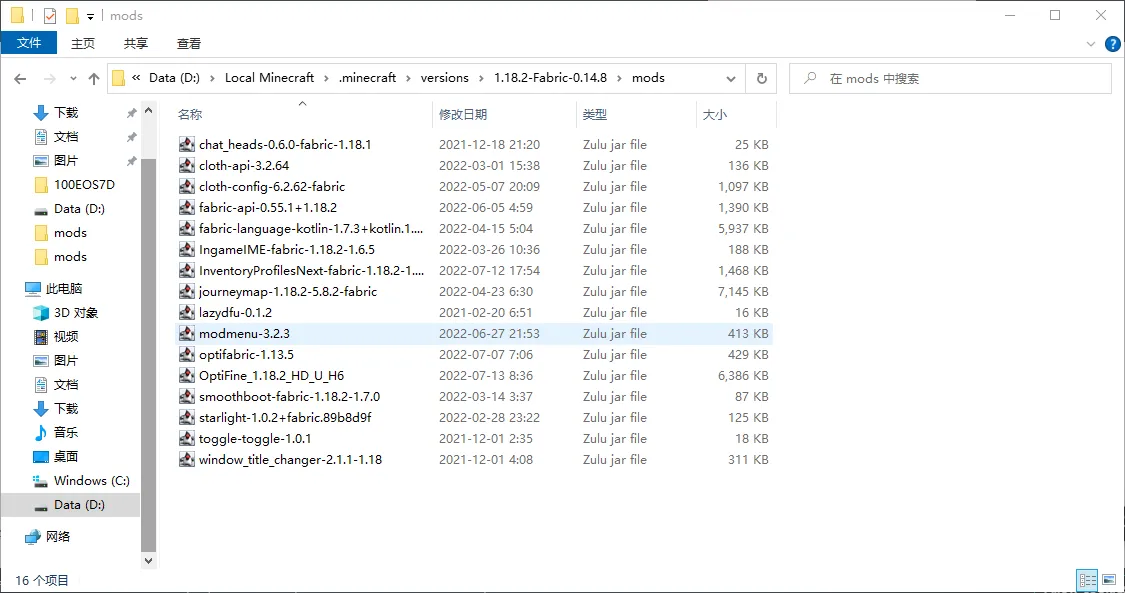 mods
文件 主页 共享 查看
« Data (D:) › Local Minecraft › .minecraft › versions › 1.18.2-Fabric-0.14.8 › mods
在 mods 中搜索
下载
文档
图片
100EOS7D
Data (D:)
mods
mods
此电脑
3D 对象
视频
图片
文档
下载
音乐
桌面
Windows (C:)
Data (D:)
网络
名称 修改日期 类型 大小
chat_heads-0.6.0-fabric-1.18.1 2021-12-18 21:20 Zulu jar file 25 KB
cloth-api-3.2.64 2022-03-01 15:38 Zulu jar file 136 KB
cloth-config-6.2.62-fabric 2022-05-07 20:09 Zulu jar file 1,097 KB
fabric-api-0.55.1+1.18.2 2022-06-05 4:59 Zulu jar file 1,390 KB
fabric-language-kotlin-1.7.3+kotlin.1.... 2022-04-15 5:04 Zulu jar file 5,937 KB
IngameIME-fabric-1.18.2-1.6.5 2022-03-26 10:36 Zulu jar file 188 KB
InventoryProfilesNext-fabric-1.18.2-1.... 2022-07-12 17:54 Zulu jar file 1,468 KB
journeymap-1.18.2-5.8.2-fabric 2022-04-23 6:30 Zulu jar file 7,145 KB
lazydfu-0.1.2 2021-02-20 6:51 Zulu jar file 16 KB
modmenu-3.2.3 2022-06-27 21:53 Zulu jar file 413 KB
optifabric-1.13.5 2022-07-07 7:06 Zulu jar file 429 KB
OptiFine_1.18.2_HD_U_H6 2022-07-13 8:36 Zulu jar file 6,386 KB
smoothboot-fabric-1.18.2-1.7.0 2022-03-14 3:37 Zulu jar file 87 KB
starlight-1.0.2+fabric.89b8d9f 2022-02-28 23:22 Zulu jar file 125 KB
toggle-toggle-1.0.1 2021-12-01 2:35 Zulu jar file 18 KB
window_title_changer-2.1.1-1.18 2021-12-01 4:08 Zulu jar file 311 KB
16 个项目